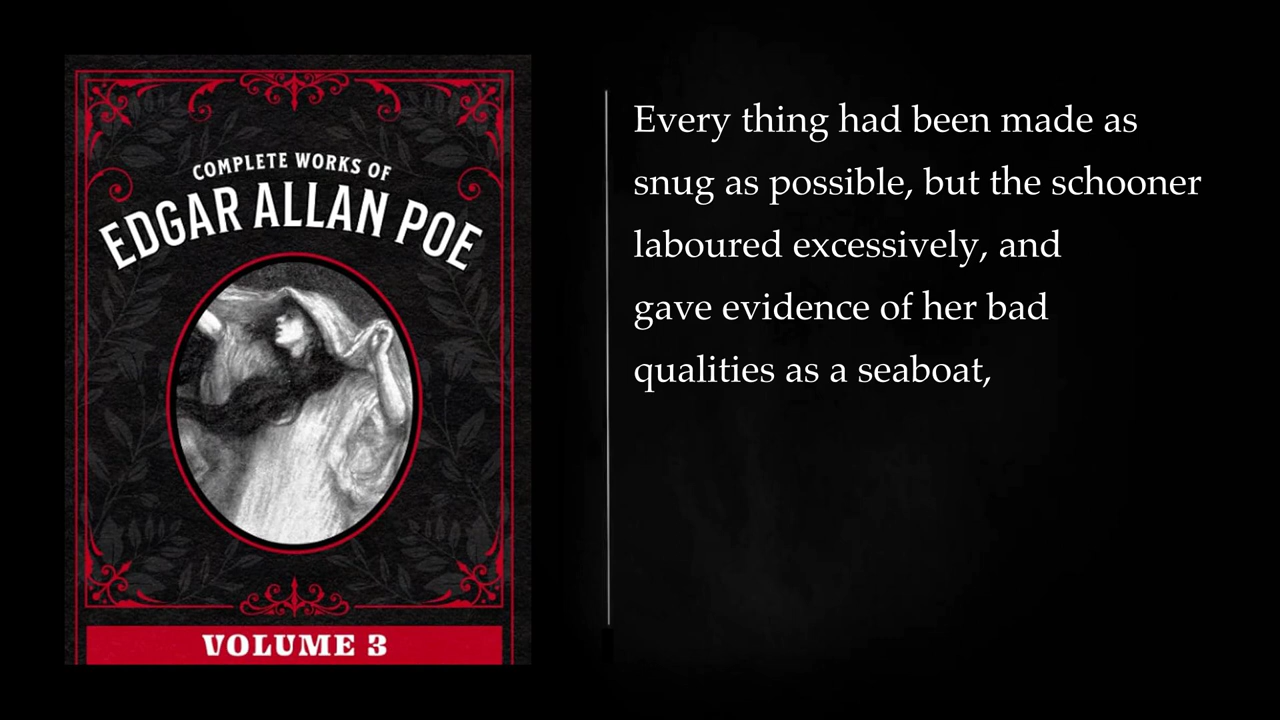 COMPLETE WORKS OF
EDGAR ALLAN POE
VOLUME 3
Every thing had been made as
snug as possible, but the schooner
laboured excessively, and
gave evidence of her bad
qualities as a seaboat,